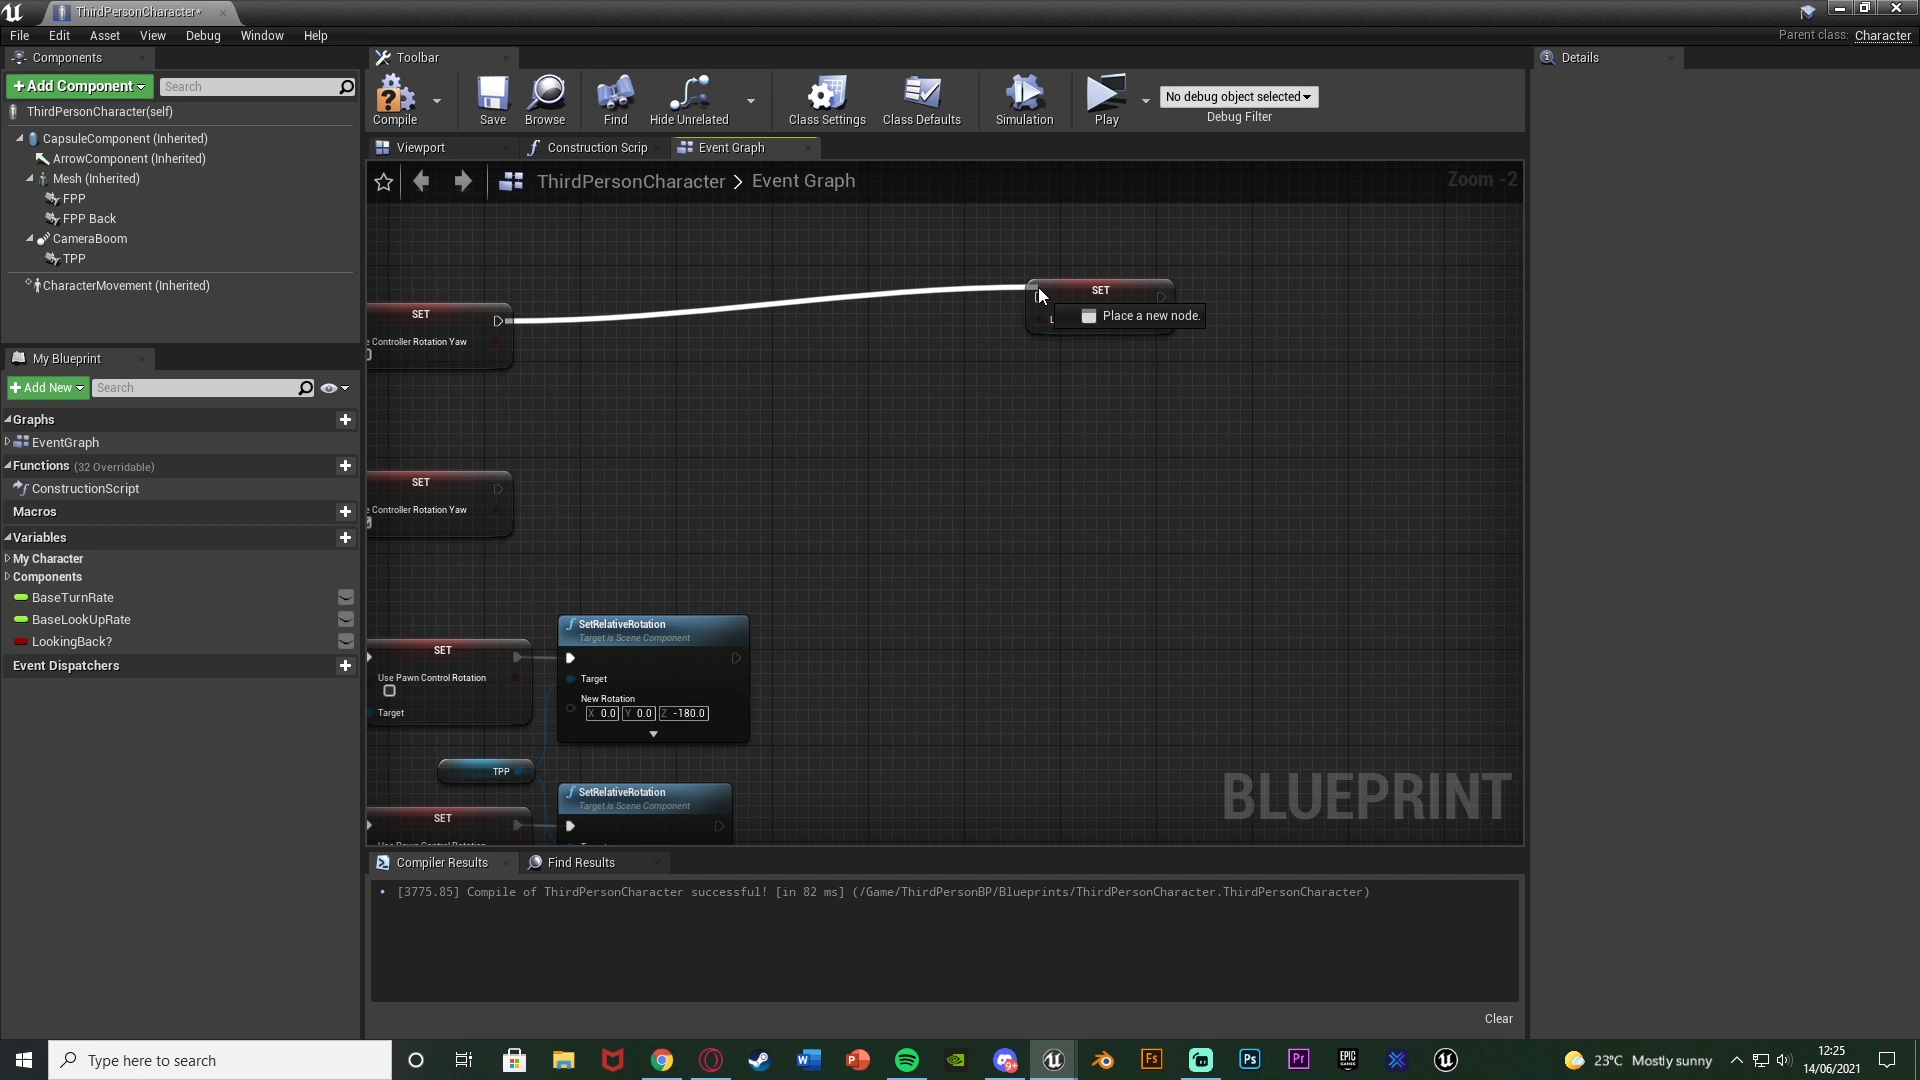 ThirdPersonCharacter*
File Edit Asset View Debug Window Help
Parent class: Character
Components
Toolbar
Details
+ Add Component
Search
ThirdPersonCharacter(self)
CapsuleComponent (Inherited)
ArrowComponent (Inherited)
Mesh (Inherited)
FPP
FPP Back
CameraBoom
TPP
CharacterMovement (Inherited)
Compile
Save
Browse
Find
Hide Unrelated
Class Settings
Class Defaults
Simulation
Play
No debug object selected
Debug Filter
Viewport
Construction Scrip
Event Graph
ThirdPersonCharacter > Event Graph
Zoom -2
SET
SET
Place a new node.
L
e Controller Rotation Yaw
SET
e Controller Rotation Yaw
SET
Use Pawn Control Rotation
Target
SetRelativeRotation
Target is Scene Component
Target
New Rotation
X 0.0 Y 0.0 Z -180.0
TPP
SetRelativeRotation
Target is Scene Component
SET
BLUEPRINT
My Blueprint
+ Add New
Search
Graphs
EventGraph
Functions (32 Overridable)
ConstructionScript
Macros
Variables
My Character
Components
BaseTurnRate
BaseLookUpRate
LookingBack?
Event Dispatchers
Compiler Results
Find Results
[3775.85] Compile of ThirdPersonCharacter successful! [in 82 ms] (/Game/ThirdPersonBP/Blueprints/ThirdPersonCharacter.ThirdPersonCharacter)
Clear
Type here to search
23°C Mostly sunny
12:25
14/06/2021